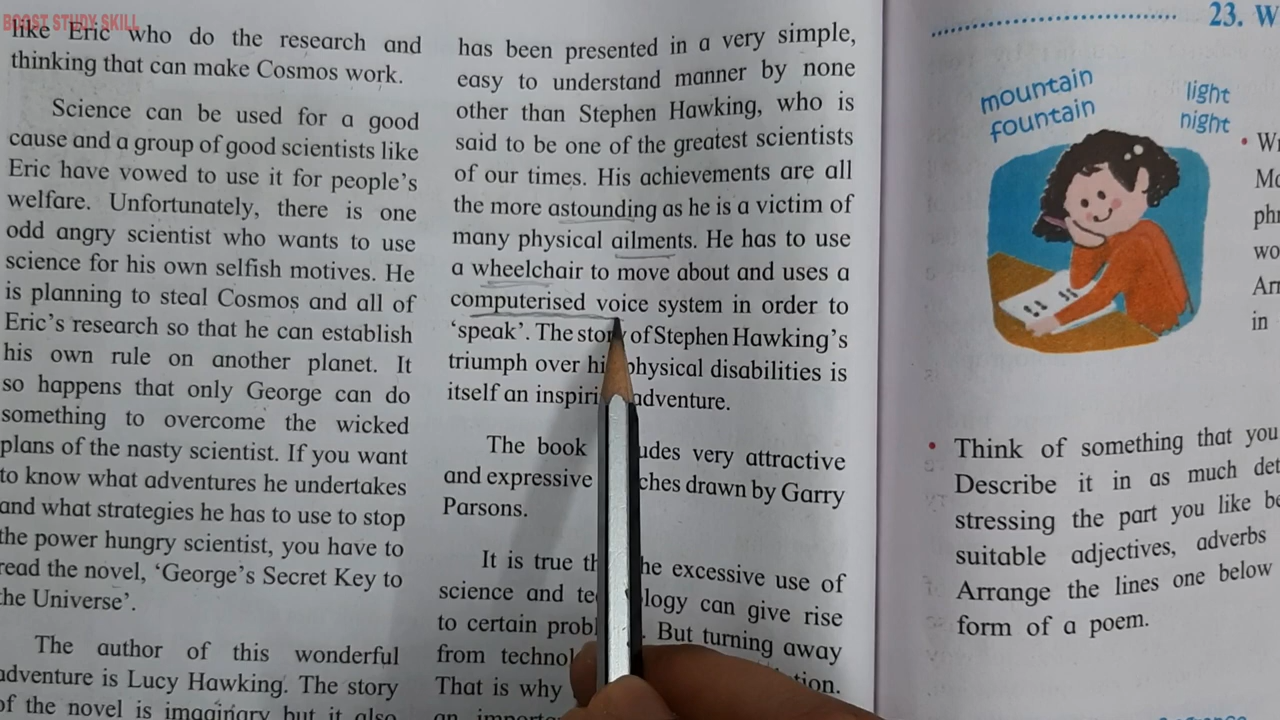 BOOST STUDY SKILL
like Eric who do the research and
thinking that can make Cosmos work.
Science can be used for a good
cause and a group of good scientists like
Eric have vowed to use it for people's
welfare. Unfortunately, there is one
odd angry scientist who wants to use
science for his own selfish motives. He
is planning to steal Cosmos and all of
Eric's research so that he can establish
his own rule on another planet. It
so happens that only George can do
something to overcome the wicked
plans of the nasty scientist. If you want
to know what adventures he undertakes
and what strategies he has to use to stop
the power hungry scientist, you have to
read the novel, 'George's Secret Key to
the Universe'.
The author of this wonderful
adventure is Lucy Hawking. The story
of the novel is imaginary but it also
has been presented in a very simple,
easy to understand manner by none
other than Stephen Hawking, who is
said to be one of the greatest scientists
of our times. His achievements are all
the more astounding as he is a victim of
many physical ailments. He has to use
a wheelchair to move about and uses a
computerised voice system in order to
'speak'. The story of Stephen Hawking's
triumph over his physical disabilities is
itself an inspiring adventure.
The book udes very attractive
and expressive ches drawn by Garry
Parsons.
It is true th he excessive use of
science and te logy can give rise
to certain prob . But turning away
from technol
That is why tion.
an
23. W
mountain
fountain
light
night
• Wr
phr
wo
in
• Think of something that you
Describe it in as much det
stressing the part you like be
suitable adjectives, adverbs
Arrange the lines one below
form of a poem.